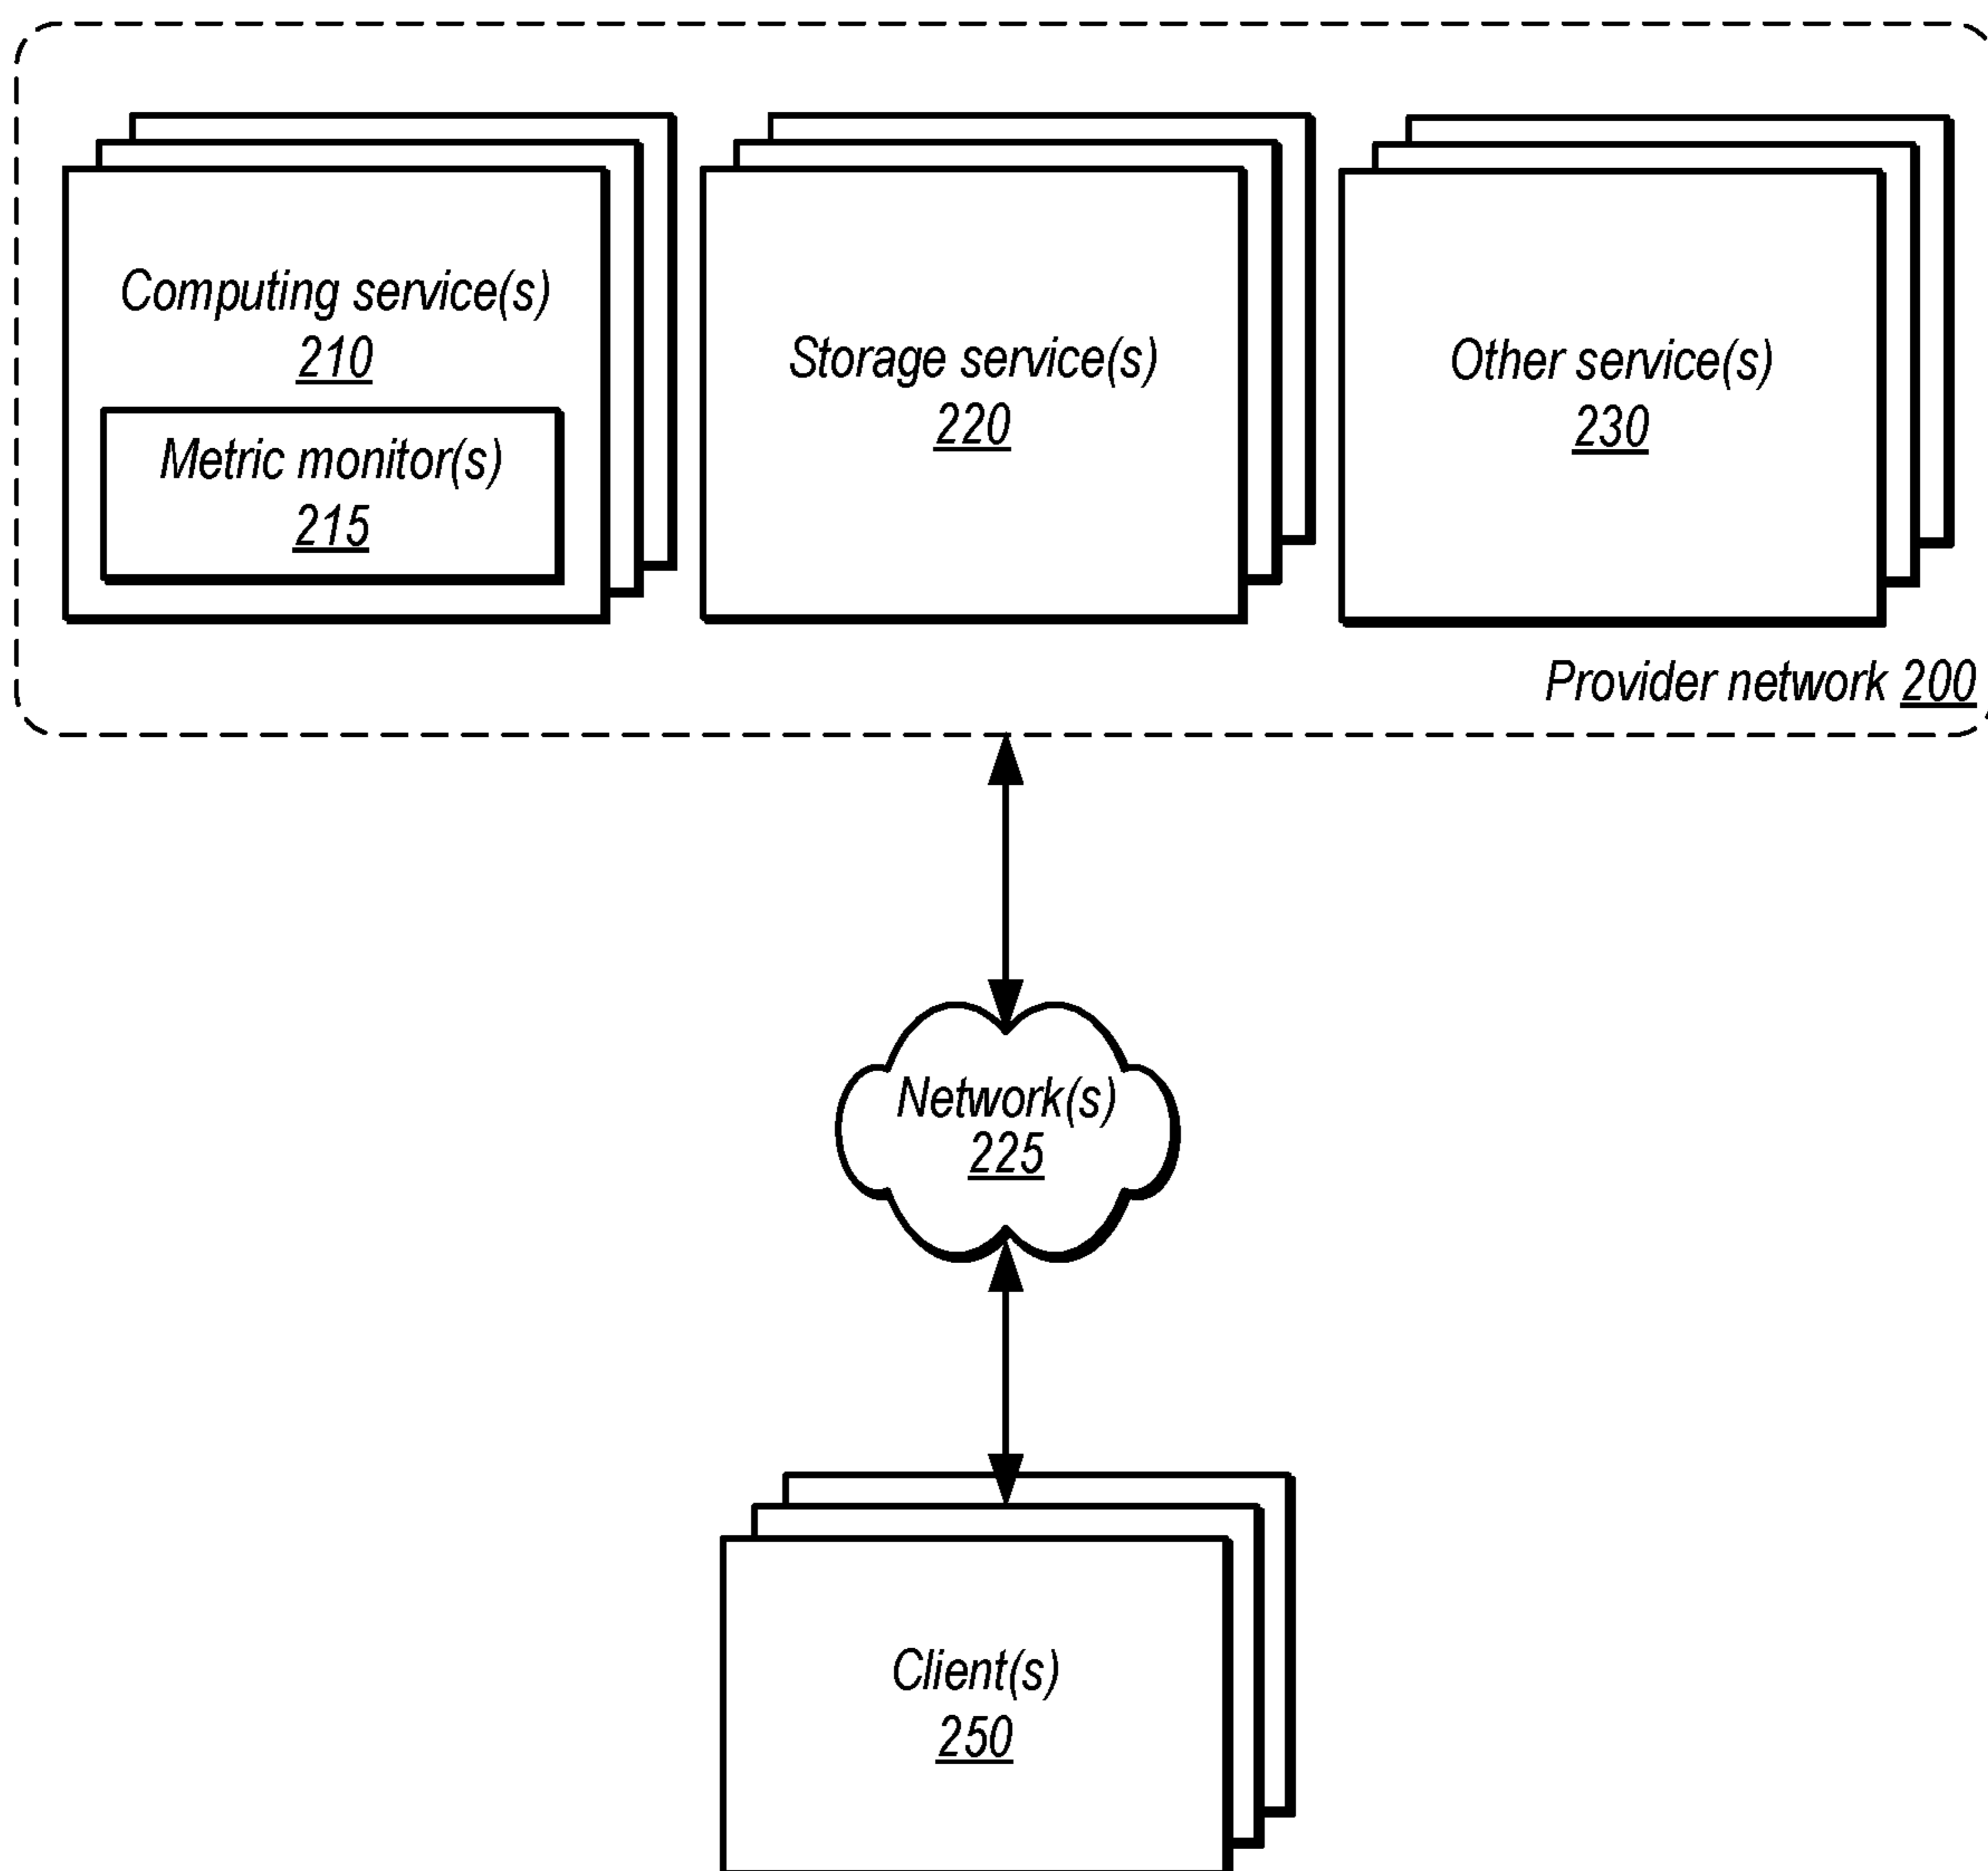 Computing service(s)
210
Metric monitor(s)
215
Storage service(s)
220
Other service(s)
230
Provider network 200
Network(s)
225
Client(s)
250